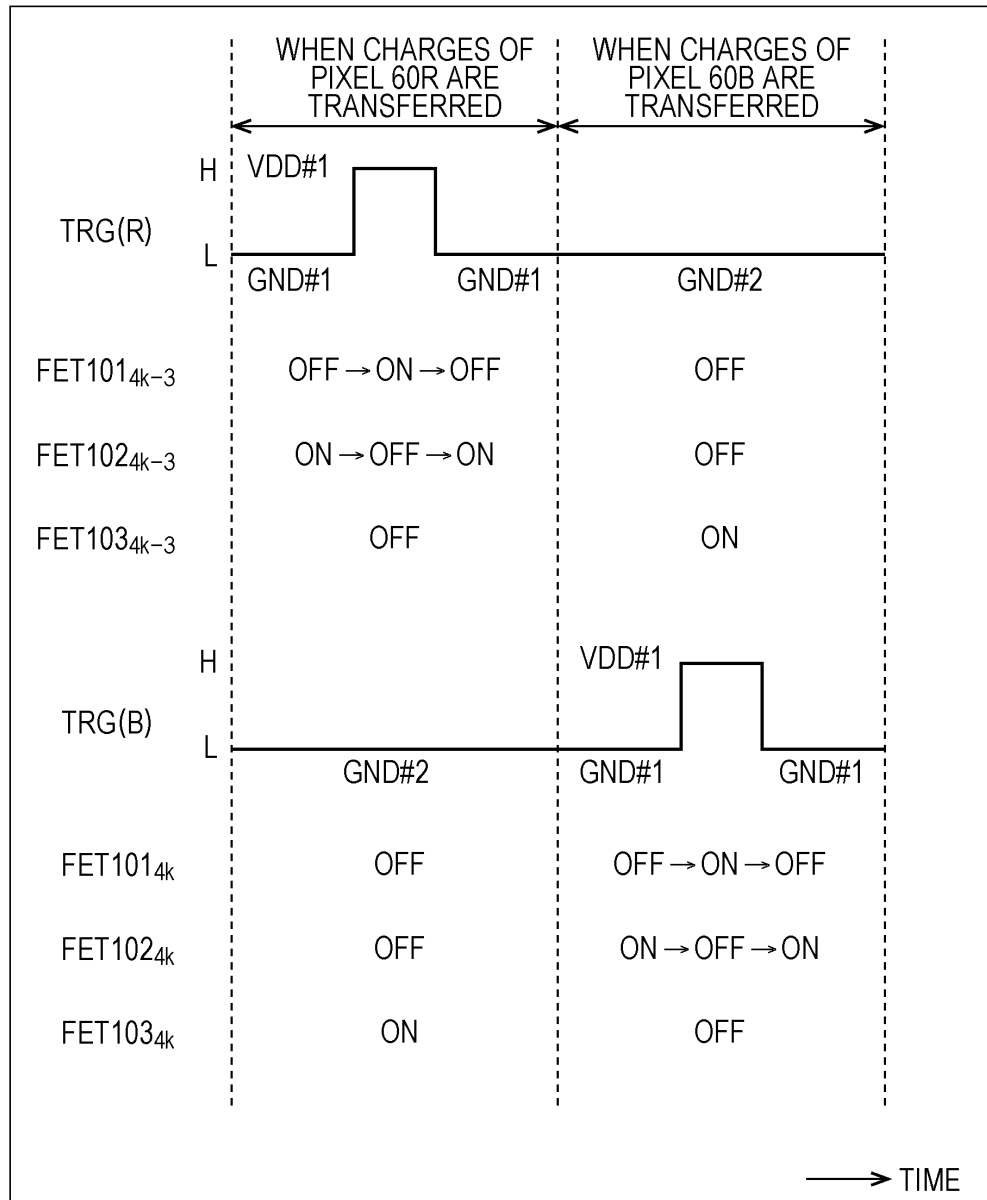 WHEN CHARGES OF PIXEL 60R ARE TRANSFERRED
WHEN CHARGES OF PIXEL 60B ARE TRANSFERRED
H
VDD#1
TRG(R)
L
GND#1 GND#1 GND#2
FET101₄ₖ₋₃ OFF→ON→OFF OFF
FET102₄ₖ₋₃ ON→OFF→ON OFF
FET103₄ₖ₋₃ OFF ON
H
VDD#1
TRG(B)
L
GND#2 GND#1 GND#1
FET101₄ₖ OFF OFF→ON→OFF
FET102₄ₖ OFF ON→OFF→ON
FET103₄ₖ ON OFF
→ TIME